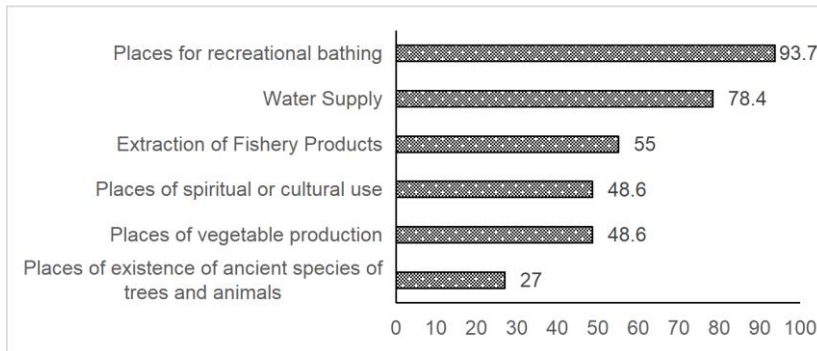 Places for recreational bathing
93.7
Water Supply
78.4
Extraction of Fishery Products
55
Places of spiritual or cultural use
48.6
Places of vegetable production
48.6
Places of existence of ancient species of
trees and animals
27
0 10 20 30 40 50 60 70 80 90 100